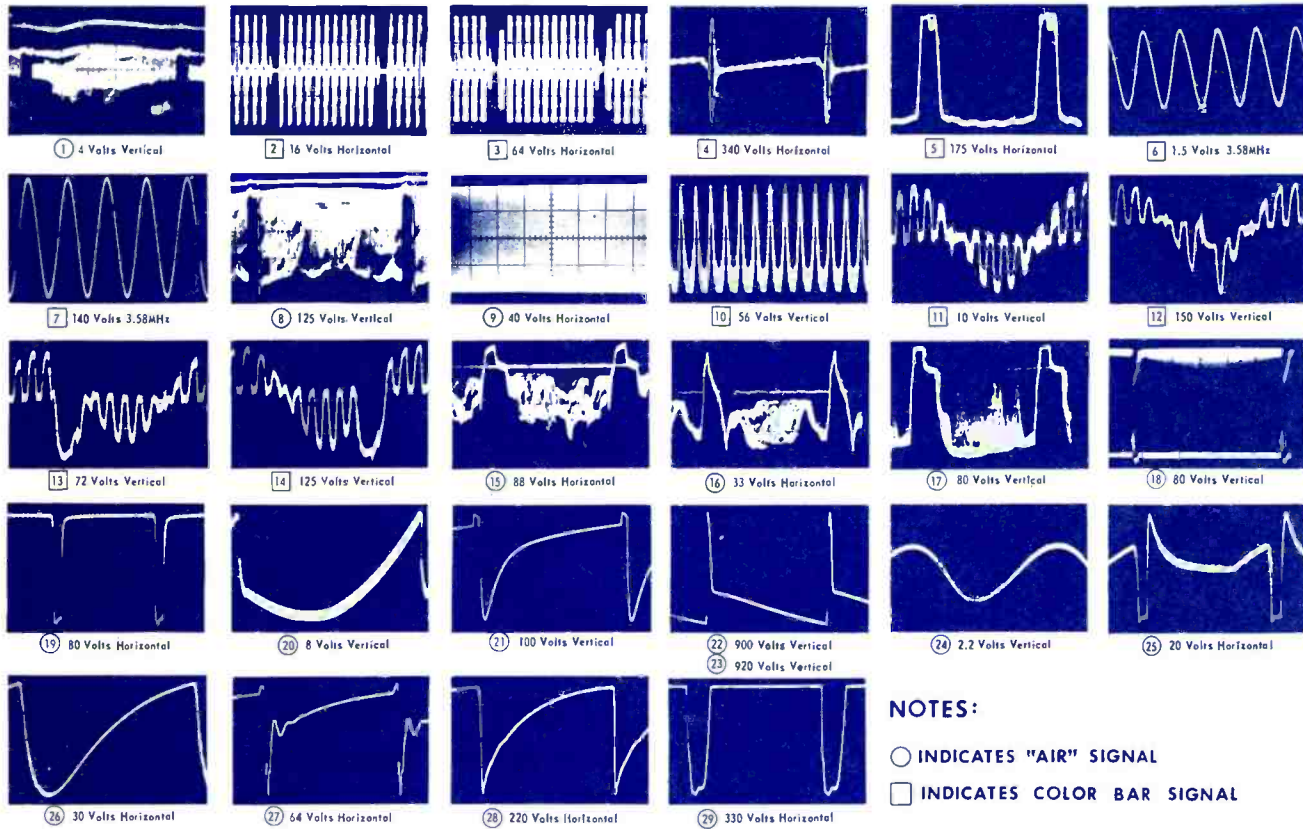 1 4 Volts Vertical
2 16 Volts Horizontal
3 64 Volts Horizontal
4 340 Volts Horizontal
5 175 Volts Horizontal
6 1.5 Volts 3.58MHz
7 140 Volts 3.58MHz
8 125 Volts Vertical
9 40 Volts Horizontal
10 56 Volts Vertical
11 10 Volts Vertical
12 150 Volts Vertical
13 72 Volts Vertical
14 125 Volts Vertical
15 88 Volts Horizontal
16 33 Volts Horizontal
17 80 Volts Vertical
18 80 Volts Vertical
19 80 Volts Horizontal
20 8 Volts Vertical
21 100 Volts Vertical
22 900 Volts Vertical
23 920 Volts Vertical
24 2.2 Volts Vertical
25 20 Volts Horizontal
26 30 Volts Horizontal
27 64 Volts Horizontal
28 220 Volts Horizontal
29 330 Volts Horizontal
NOTES:
INDICATES "AIR" SIGNAL
INDICATES COLOR BAR SIGNAL